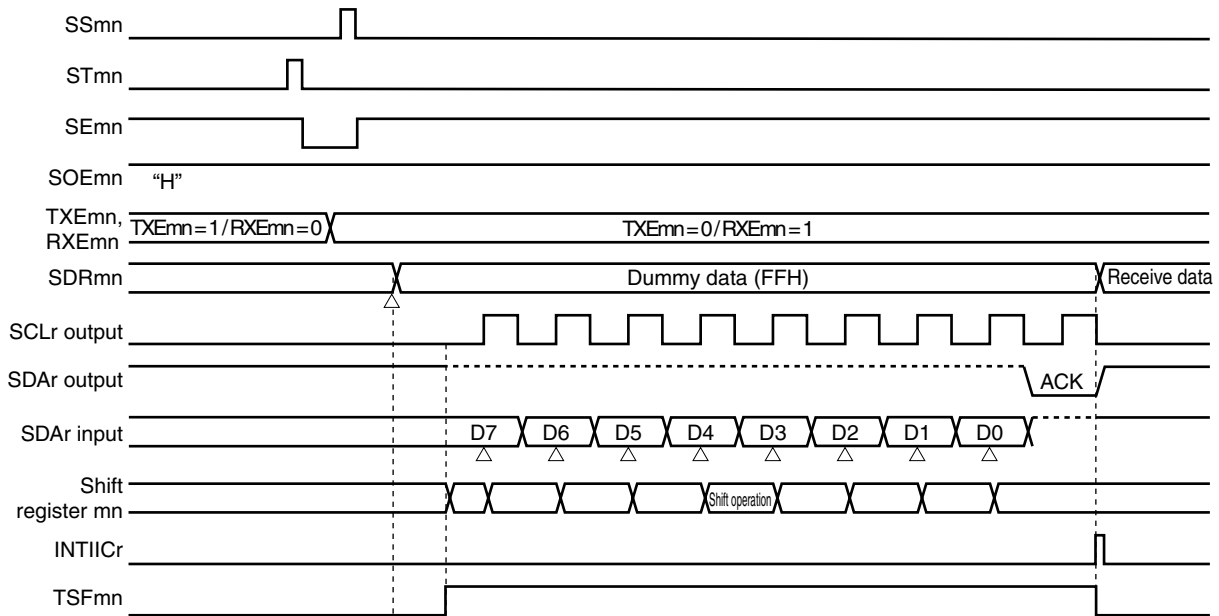 SSmn
STmn
SEmn
SOEmn "H"
TXEmn,
RXEmn TXEmn=1/RXEmn=0 TXEmn=0/RXEmn=1
SDRmn Dummy data (FFH) Receive data
SCLr output
SDAr output ACK
SDAr input D7 D6 D5 D4 D3 D2 D1 D0
Shift
register mn Shift operation
INTIICr
TSFmn